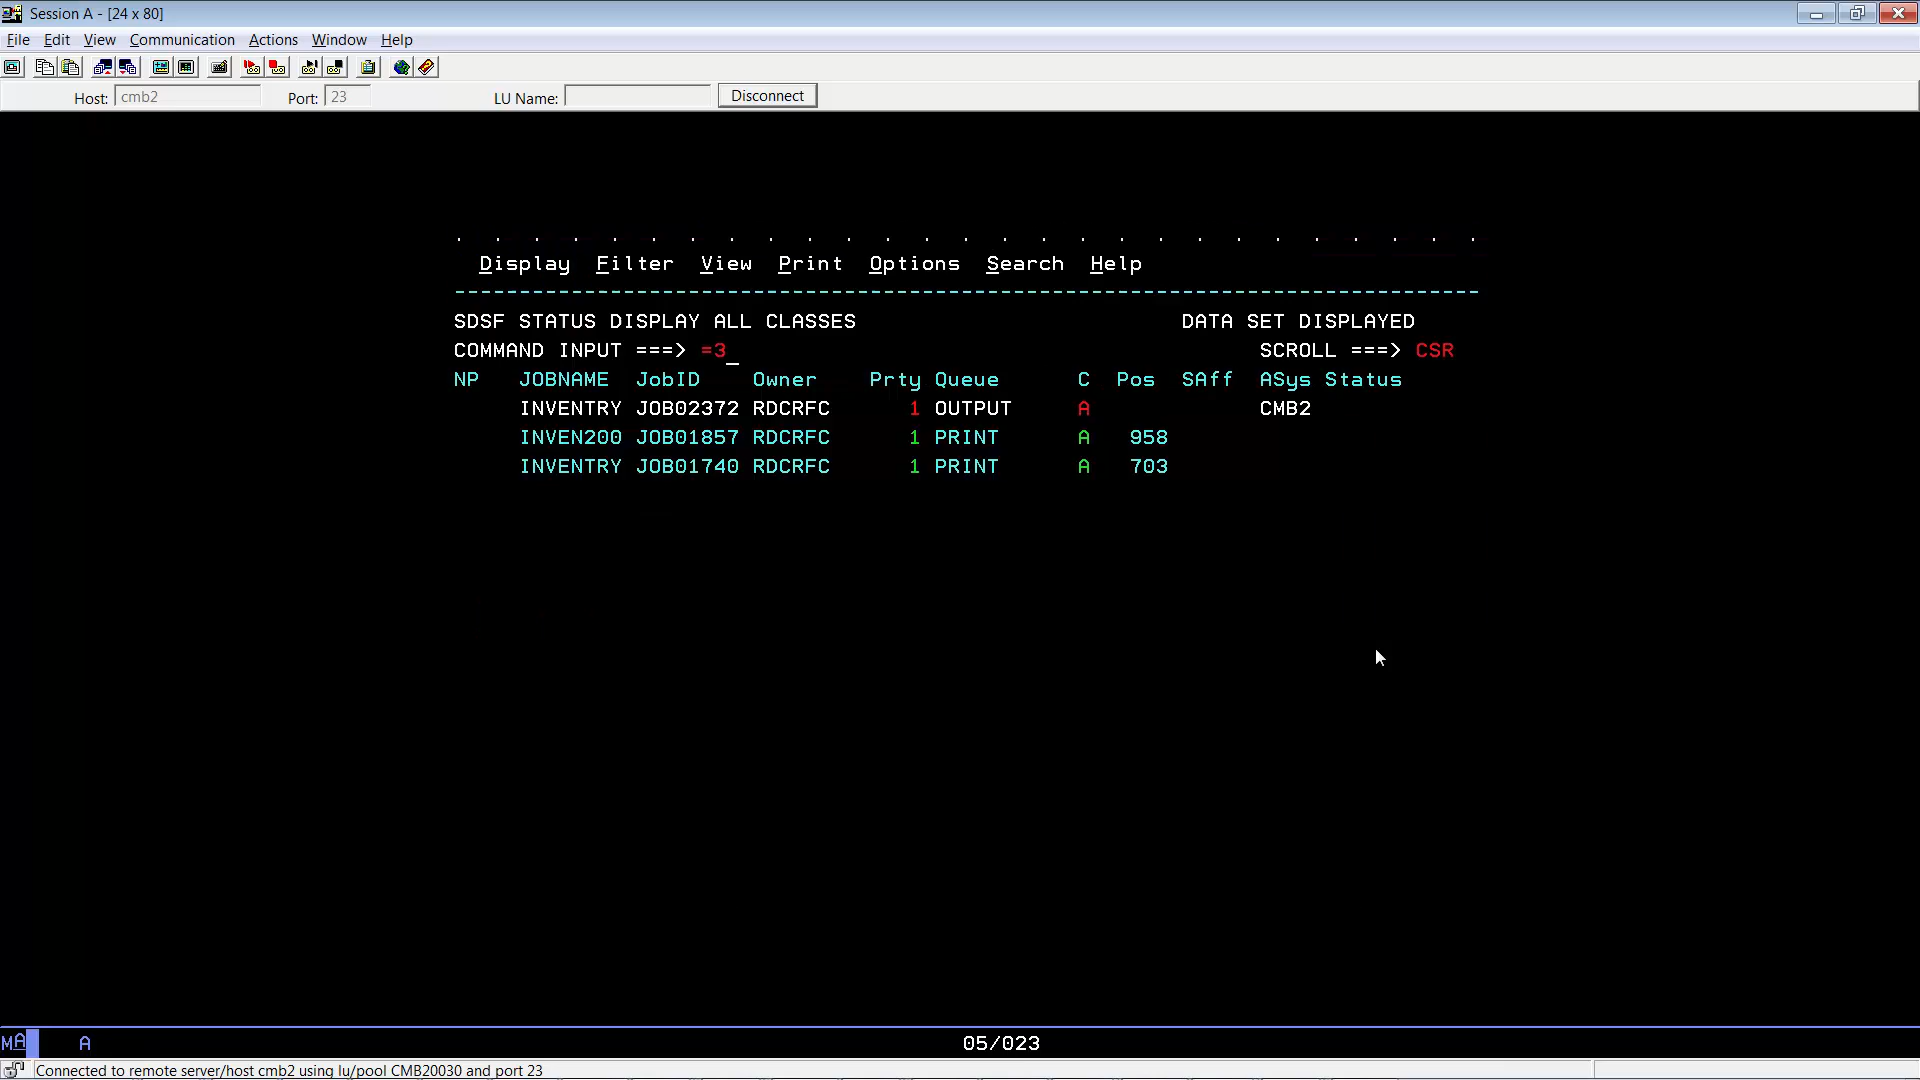 Session A - [24 x 80]
File Edit View Communication Actions Window Help
Host: cmb2 Port: 23 LU Name: Disconnect
Display Filter View Print Options Search Help
--------------------------------------------------------------------------------
SDSF STATUS DISPLAY ALL CLASSES DATA SET DISPLAYED
COMMAND INPUT ===> =3_ SCROLL ===> CSR
NP JOBNAME JobID Owner Prty Queue C Pos SAff ASys Status
INVENTRY JOB02372 RDCRFC 1 OUTPUT A CMB2
INVEN200 JOB01857 RDCRFC 1 PRINT A 958
INVENTRY JOB01740 RDCRFC 1 PRINT A 703
MA A 05/023
Connected to remote server/host cmb2 using lu/pool CMB20030 and port 23